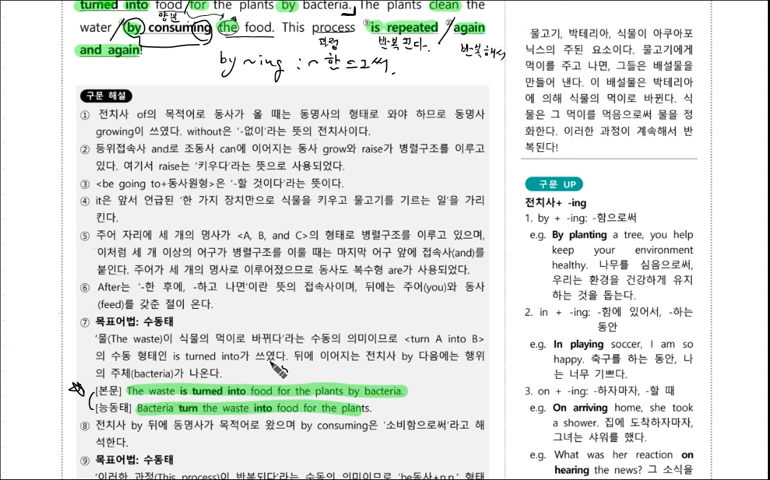 turned into food for the plants by bacteria. The plants clean the
양분
water by consuming the food. This process ⑨is repeated again
반복된다. 반복해서
and again!
by ~ing : ~함으로써.
구문 해설
① 전치사 of의 목적어로 동사가 올 때는 동명사의 형태로 와야 하므로 동명사
growing이 쓰였다. without은 '-없이'라는 뜻의 전치사이다.
② 등위접속사 and로 조동사 can에 이어지는 동사 grow와 raise가 병렬구조를 이루고
있다. 여기서 raise는 '키우다'라는 뜻으로 사용되었다.
③ <be going to+동사원형>은 '-할 것이다'라는 뜻이다.
④ it은 앞서 언급된 '한 가지 장치만으로 식물을 키우고 물고기를 기르는 일'을 가리
킨다.
⑤ 주어 자리에 세 개의 명사가 <A, B, and C>의 형태로 병렬구조를 이루고 있으며,
이처럼 세 개 이상의 어구가 병렬구조를 이룰 때는 마지막 어구 앞에 접속사(and)를
붙인다. 주어가 세 개의 명사로 이루어졌으므로 동사도 복수형 are가 사용되었다.
⑥ After는 '-한 후에, -하고 나면'이란 뜻의 접속사이며, 뒤에는 주어(you)와 동사
(feed)를 갖춘 절이 온다.
⑦ 목표어법: 수동태
'물(The waste)이 식물의 먹이로 바뀌다'라는 수동의 의미이므로 <turn A into B>
의 수동 형태인 is turned into가 쓰였다. 뒤에 이어지는 전치사 by 다음에는 행위
의 주체(bacteria)가 나온다.
[본문] The waste is turned into food for the plants by bacteria.
[능동태] Bacteria turn the waste into food for the plants.
⑧ 전치사 by 뒤에 동명사가 목적어로 왔으며 by consuming은 '소비함으로써'라고 해
석한다.
⑨ 목표어법: 수동태
'이러한 과정(This process)이 반복되다'라는 수동의 의미이므로 'be동사+p.p.' 형태
물고기, 박테리아, 식물이 아쿠아포
닉스의 주된 요소이다. 물고기에게
먹이를 주고 나면, 그들은 배설물을
만들어 낸다. 이 배설물은 박테리아
에 의해 식물의 먹이로 바뀐다. 식
물은 그 먹이를 먹음으로써 물을 정
화한다. 이러한 과정이 계속해서 반
복된다!
구문 UP
전치사+ -ing
1. by + -ing: -함으로써
e.g. By planting a tree, you help
keep your environment
healthy. 나무를 심음으로써,
우리는 환경을 건강하게 유지
하는 것을 돕는다.
2. in + -ing: -함에 있어서, -하는
동안
e.g. In playing soccer, I am so
happy. 축구를 하는 동안, 나
는 너무 기쁘다.
3. on + -ing: -하자마자, -할 때
e.g. On arriving home, she took
a shower. 집에 도착하자마자,
그녀는 샤워를 했다.
e.g. What was her reaction on
hearing the news? 그 소식을